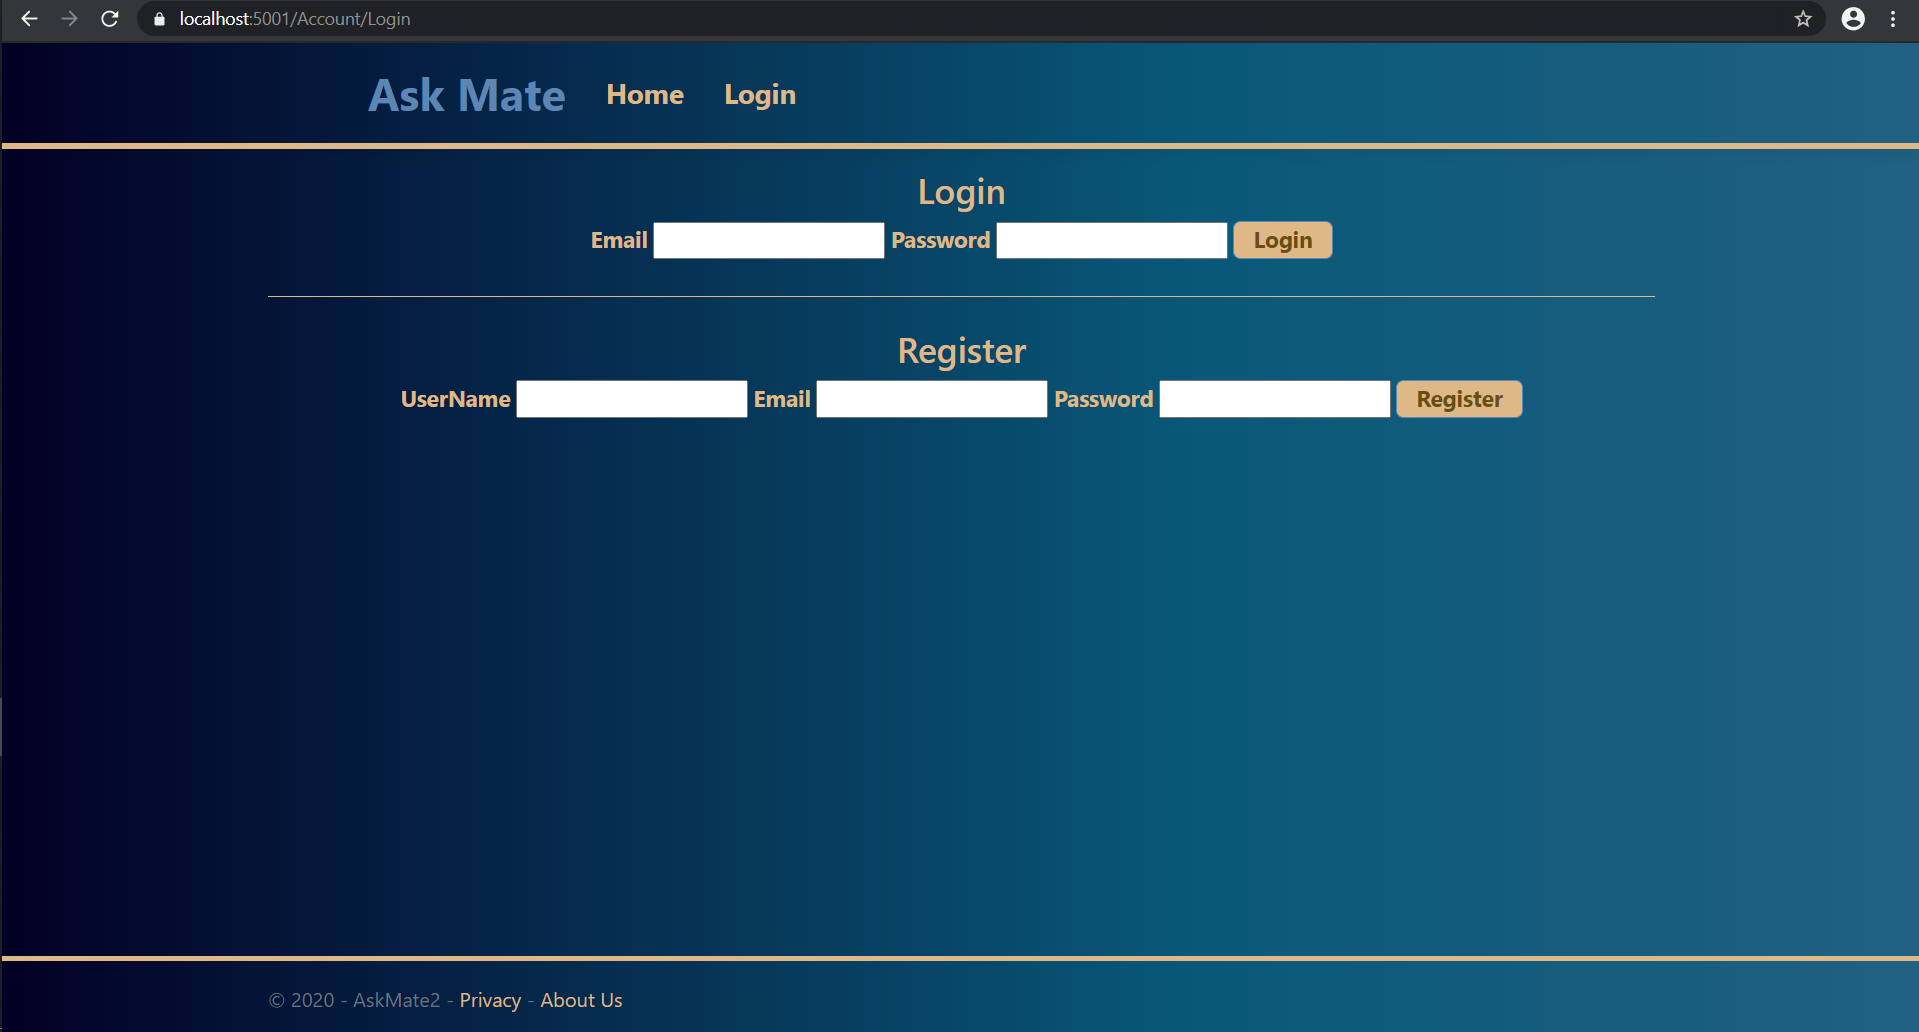 localhost:5001/Account/Login
Ask Mate Home Login
Login
Email Password Login
Register
UserName Email Password Register
© 2020 - AskMate2 - Privacy - About Us